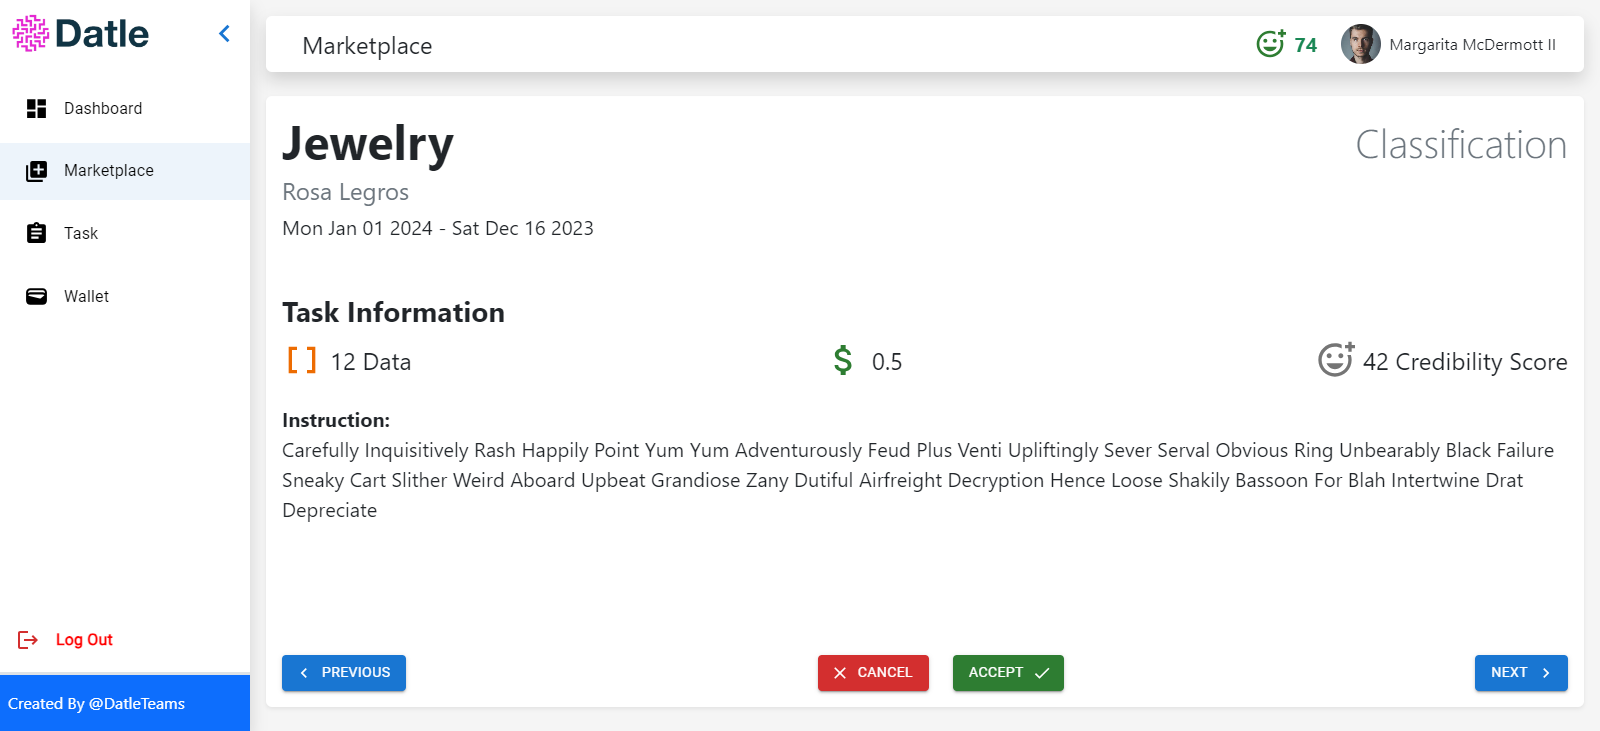 Datle
Marketplace
74
Margarita McDermott II
Dashboard
Marketplace
Task
Wallet
Log Out
Created By @DatleTeams
Jewelry
Classification
Rosa Legros
Mon Jan 01 2024 - Sat Dec 16 2023
Task Information
12 Data
$ 0.5
42 Credibility Score
Instruction:
Carefully Inquisitively Rash Happily Point Yum Yum Adventurously Feud Plus Venti Upliftingly Sever Serval Obvious Ring Unbearably Black Failure
Sneaky Cart Slither Weird Aboard Upbeat Grandiose Zany Dutiful Airfreight Decryption Hence Loose Shakily Bassoon For Blah Intertwine Drat
Depreciate
PREVIOUS
CANCEL
ACCEPT
NEXT